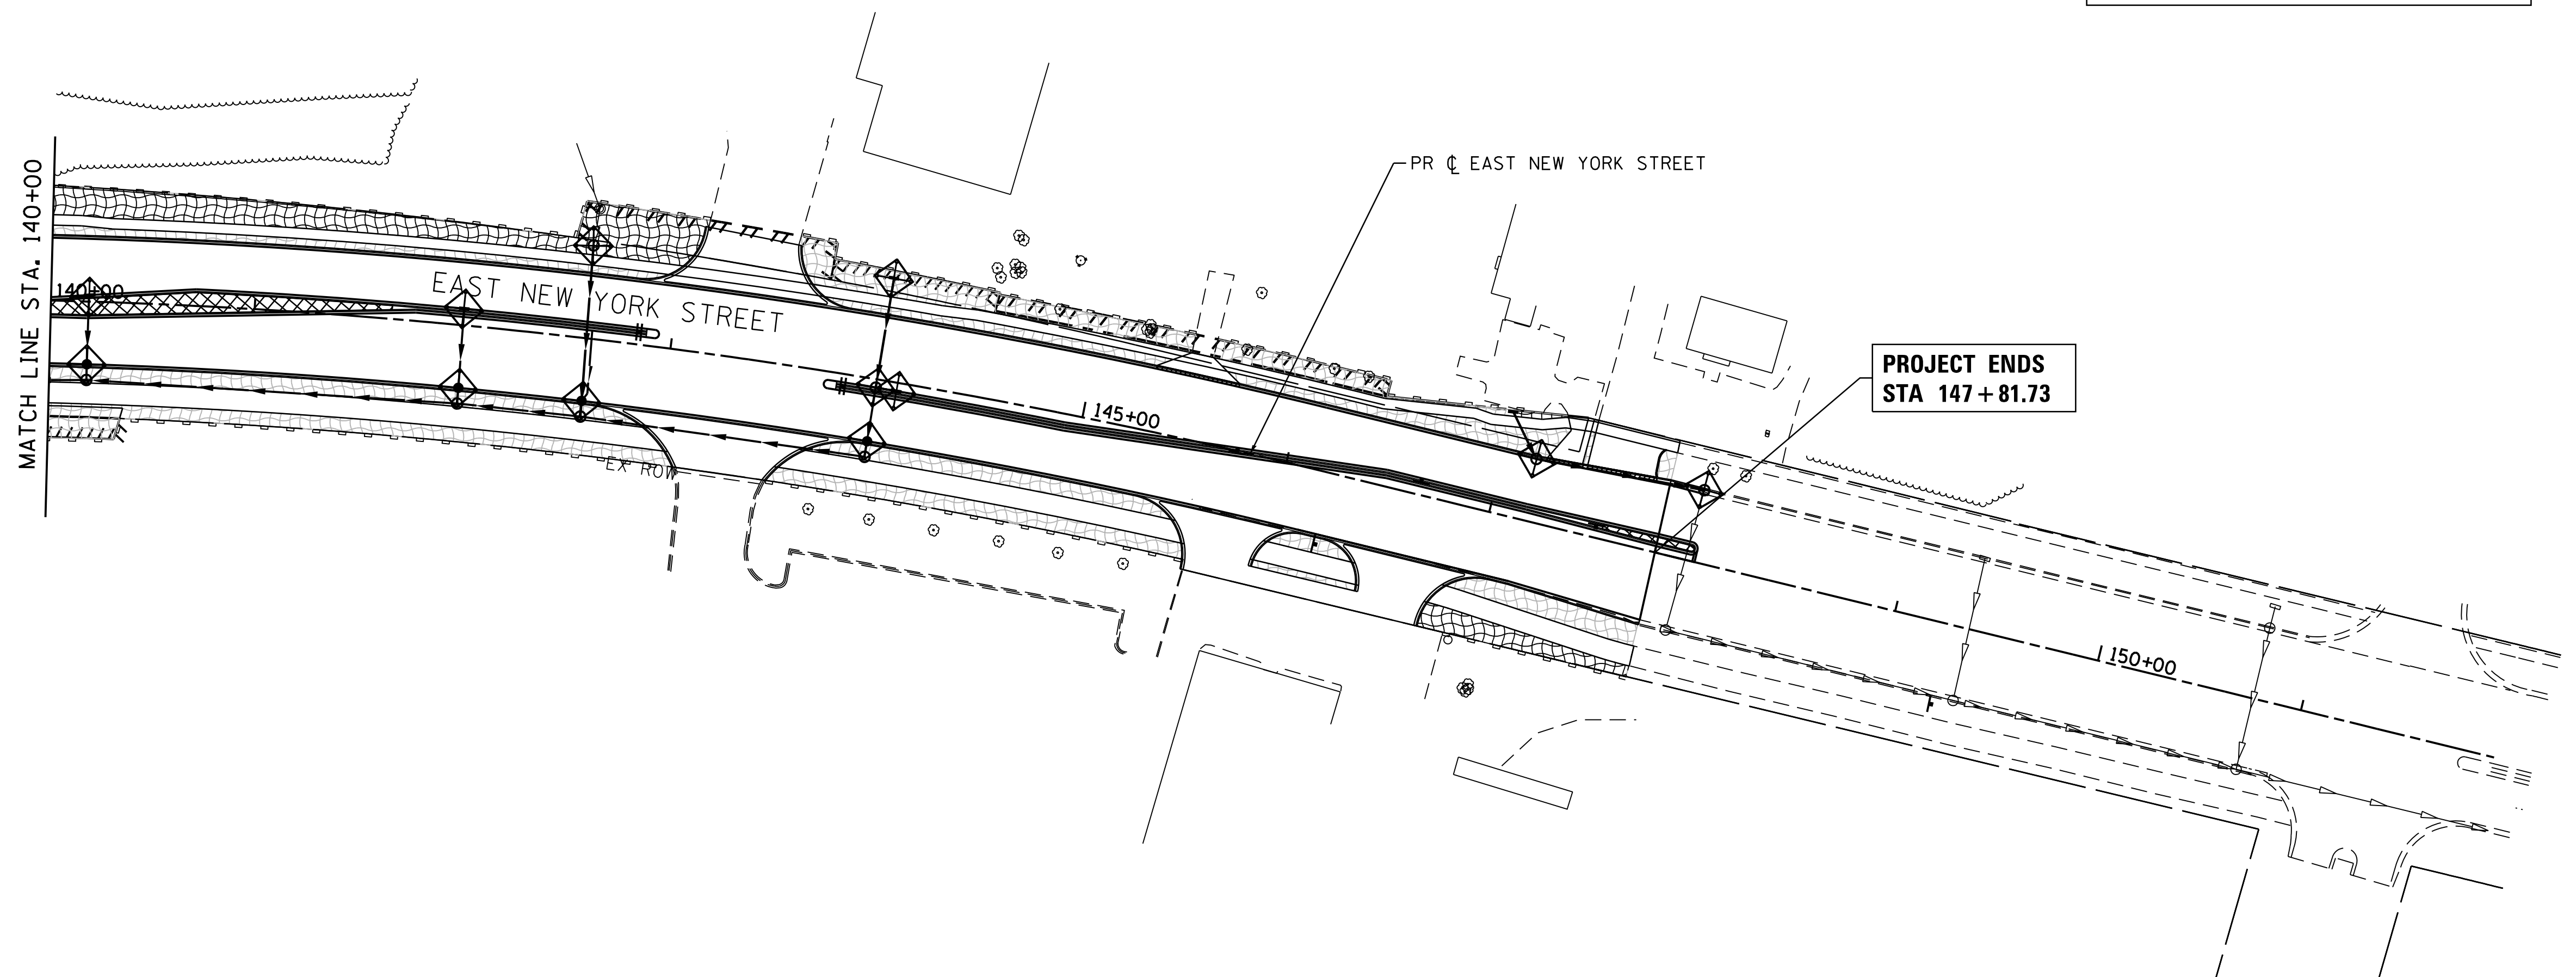 MATCH LINE STA. 140+00
140+00
EAST NEW YORK STREET
PR ℄ EAST NEW YORK STREET
145+00
EX ROW
PROJECT ENDS
STA 147+81.73
150+00